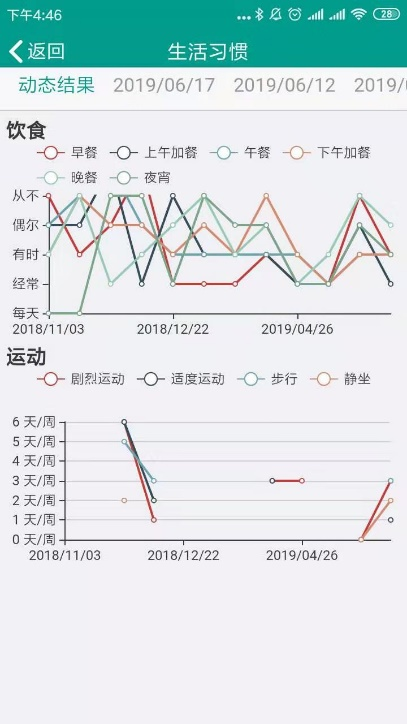 下午4:46
28
返回 生活习惯
动态结果 2019/06/17 2019/06/12 2019/
饮食
早餐 上午加餐 午餐 下午加餐
晚餐 夜宵
从不
偶尔
有时
经常
每天
2018/11/03 2018/12/22 2019/04/26
运动
剧烈运动 适度运动 步行 静坐
6 天/周
5 天/周
4 天/周
3 天/周
2 天/周
1 天/周
0 天/周
2018/11/03 2018/12/22 2019/04/26